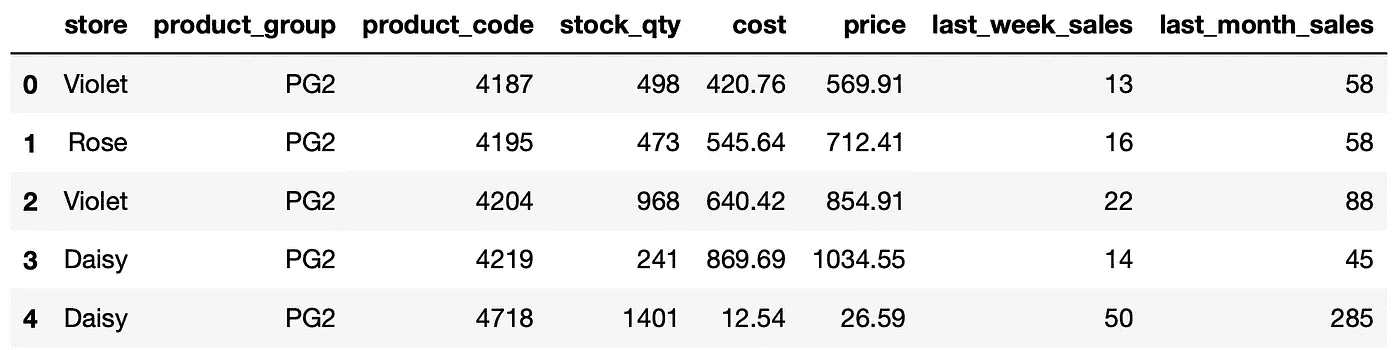 store product_group product_code stock_qty cost price last_week_sales last_month_sales
0 Violet PG2 4187 498 420.76 569.91 13 58
1 Rose PG2 4195 473 545.64 712.41 16 58
2 Violet PG2 4204 968 640.42 854.91 22 88
3 Daisy PG2 4219 241 869.69 1034.55 14 45
4 Daisy PG2 4718 1401 12.54 26.59 50 285